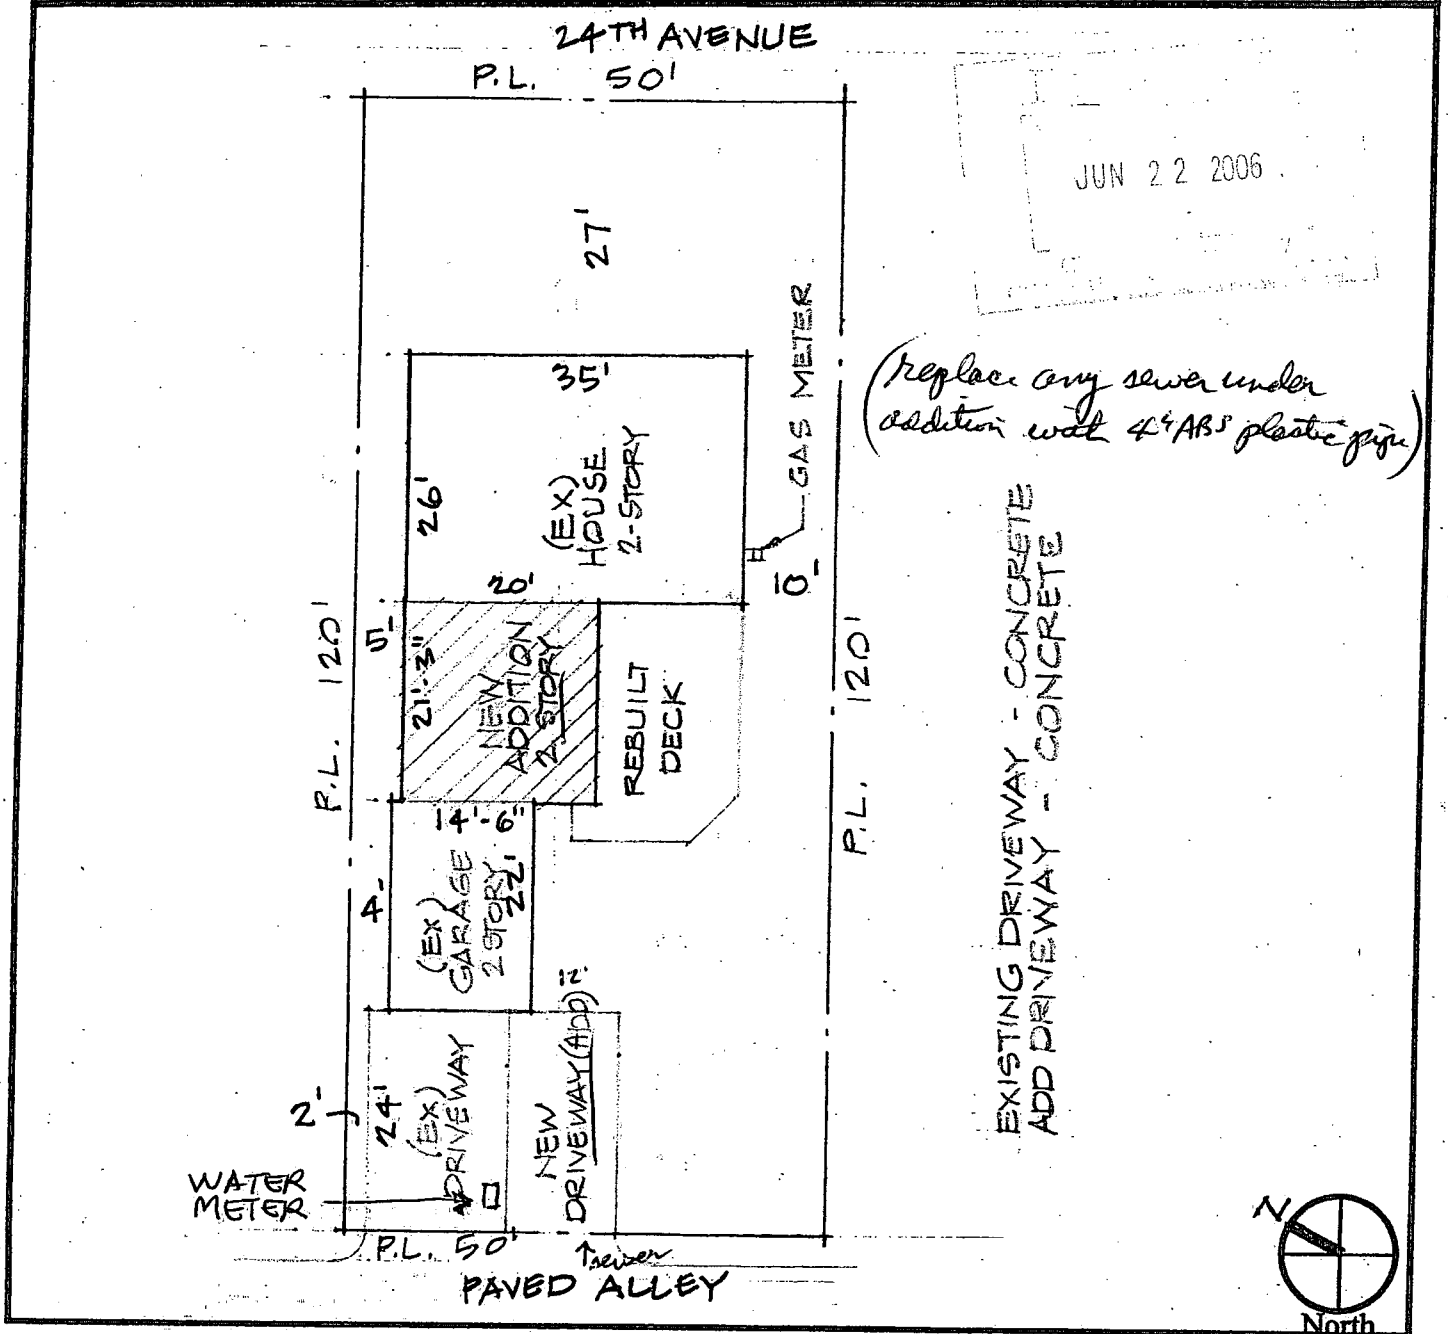 24TH AVENUE
P.L. 50'
JUN 22 2006
27'
GAS METER
35'
(replace any sewer under
addition with 4" ABS plastic pipe)
26'
(EX)
HOUSE
2-STORY
20'
10'
P.L. 120'
5'
21'-3"
NEW
ADDITION
2 STORY
REBUILT
DECK
P.L. 120'
EXISTING DRIVEWAY - CONCRETE
ADD DRIVEWAY - CONCRETE
14'-6"
4'
22'
(EX)
GARAGE
2 STORY
12'
2'
24'
(EX)
DRIVEWAY
NEW
DRIVEWAY (ADD)
WATER
METER
P.L. 50'
sewer
PAVED ALLEY
N
North